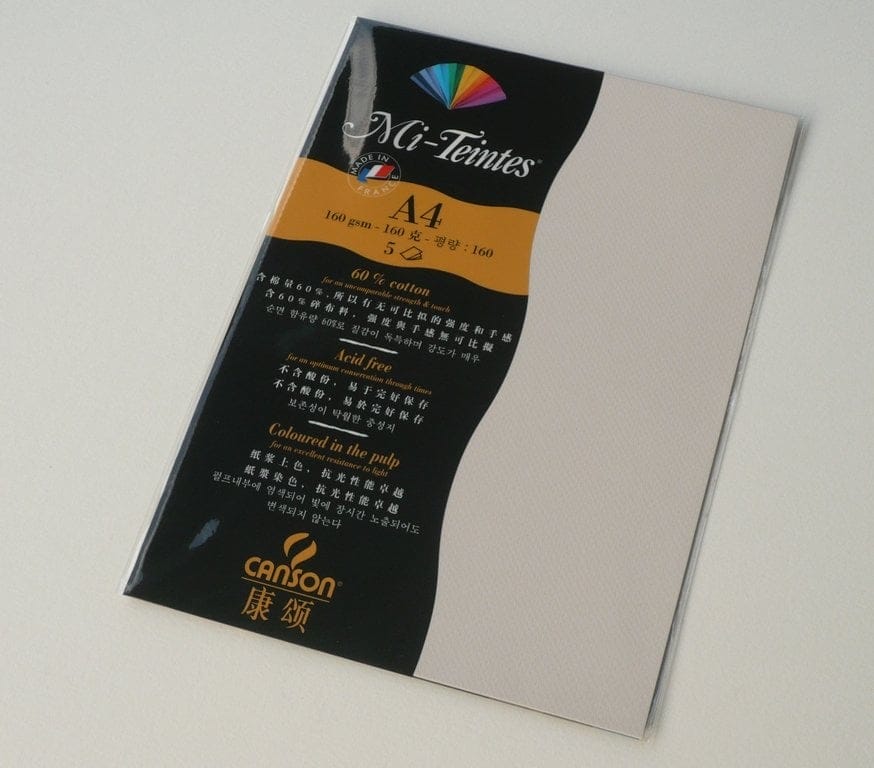 Mi-Teintes®
MADE IN FRANCE
A4
160 gsm - 160 克 - 평량 : 160
5
60 % cotton
for an uncomparable strength & touch
含棉量60%,所以有无可比拟的强度和手感
含60%碎布料, 强度與手感無可比擬
순면 함유량 60%로 질감이 독특하며 강도가 매우
Acid free
for an optimum conservation through times
不含酸份, 易于完好保存
不含酸份, 易於完好保存
보존성이 탁월한 중성지
Coloured in the pulp
for an excellent resistance to light
纸浆上色, 抗光性能卓越
紙漿染色, 抗光性能卓越
펄프내부에 염색되어 빛에 장시간 노출되어도
변색되지 않는다
CANSON®
康颂